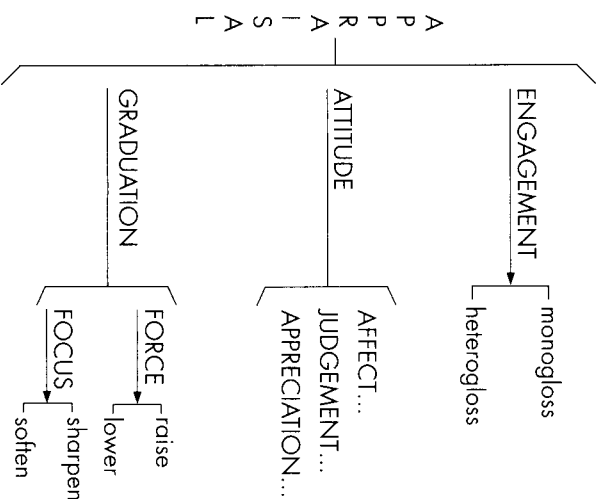 APPRAISAL
ENGAGEMENT
monogloss
heterogloss
ATTITUDE
AFFECT...
JUDGEMENT...
APPRECIATION...
GRADUATION
FORCE
raise
lower
FOCUS
sharpen
soften